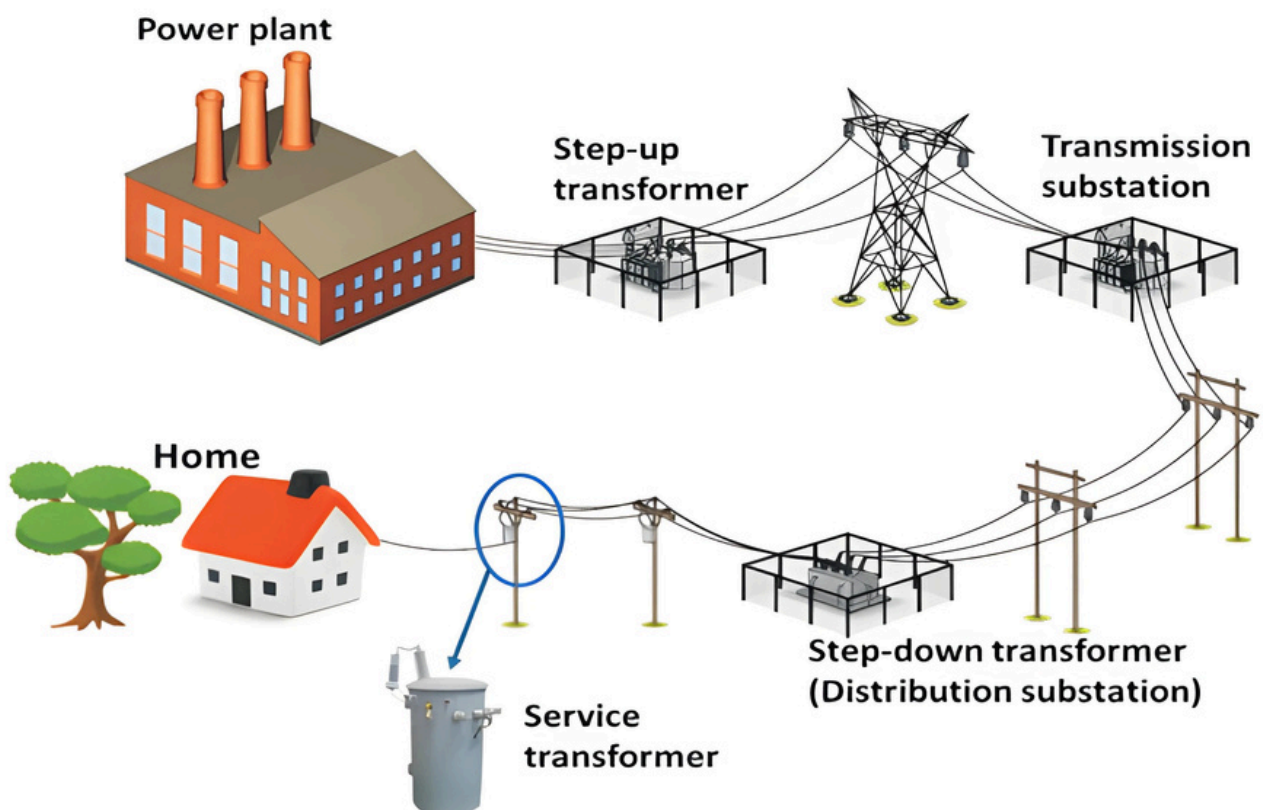 Power plant
Step-up
transformer
Transmission
substation
Home
Step-down transformer
(Distribution substation)
Service
transformer